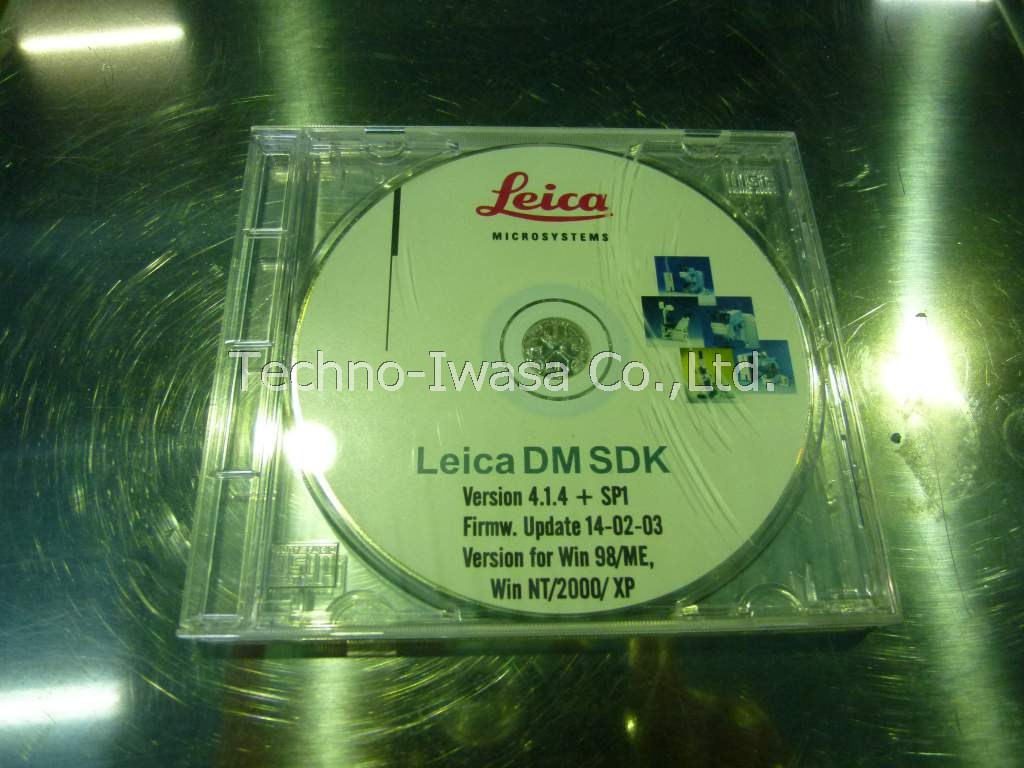 Leica
MICROSYSTEMS
Techno-Iwasa Co.,Ltd.
Leica DM SDK
Version 4.1.4 + SP1
Firmw. Update 14-02-03
Version for Win 98/ME,
Win NT/2000/ XP